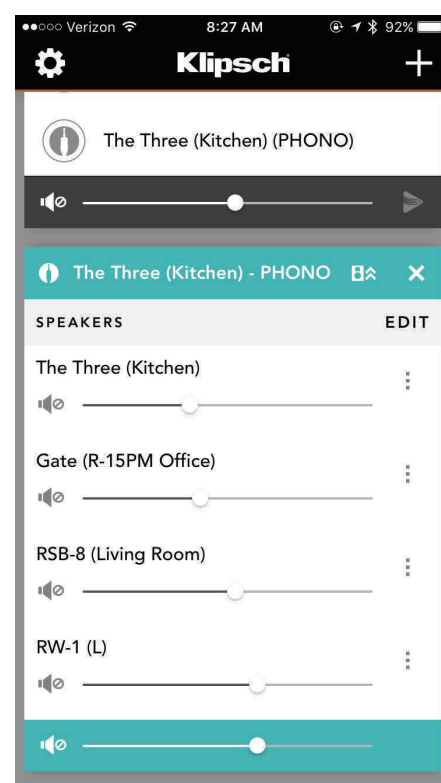 Verizon 8:27 AM 92%
Klipsch
The Three (Kitchen) (PHONO)
The Three (Kitchen) - PHONO
SPEAKERS EDIT
The Three (Kitchen)
Gate (R-15PM Office)
RSB-8 (Living Room)
RW-1 (L)